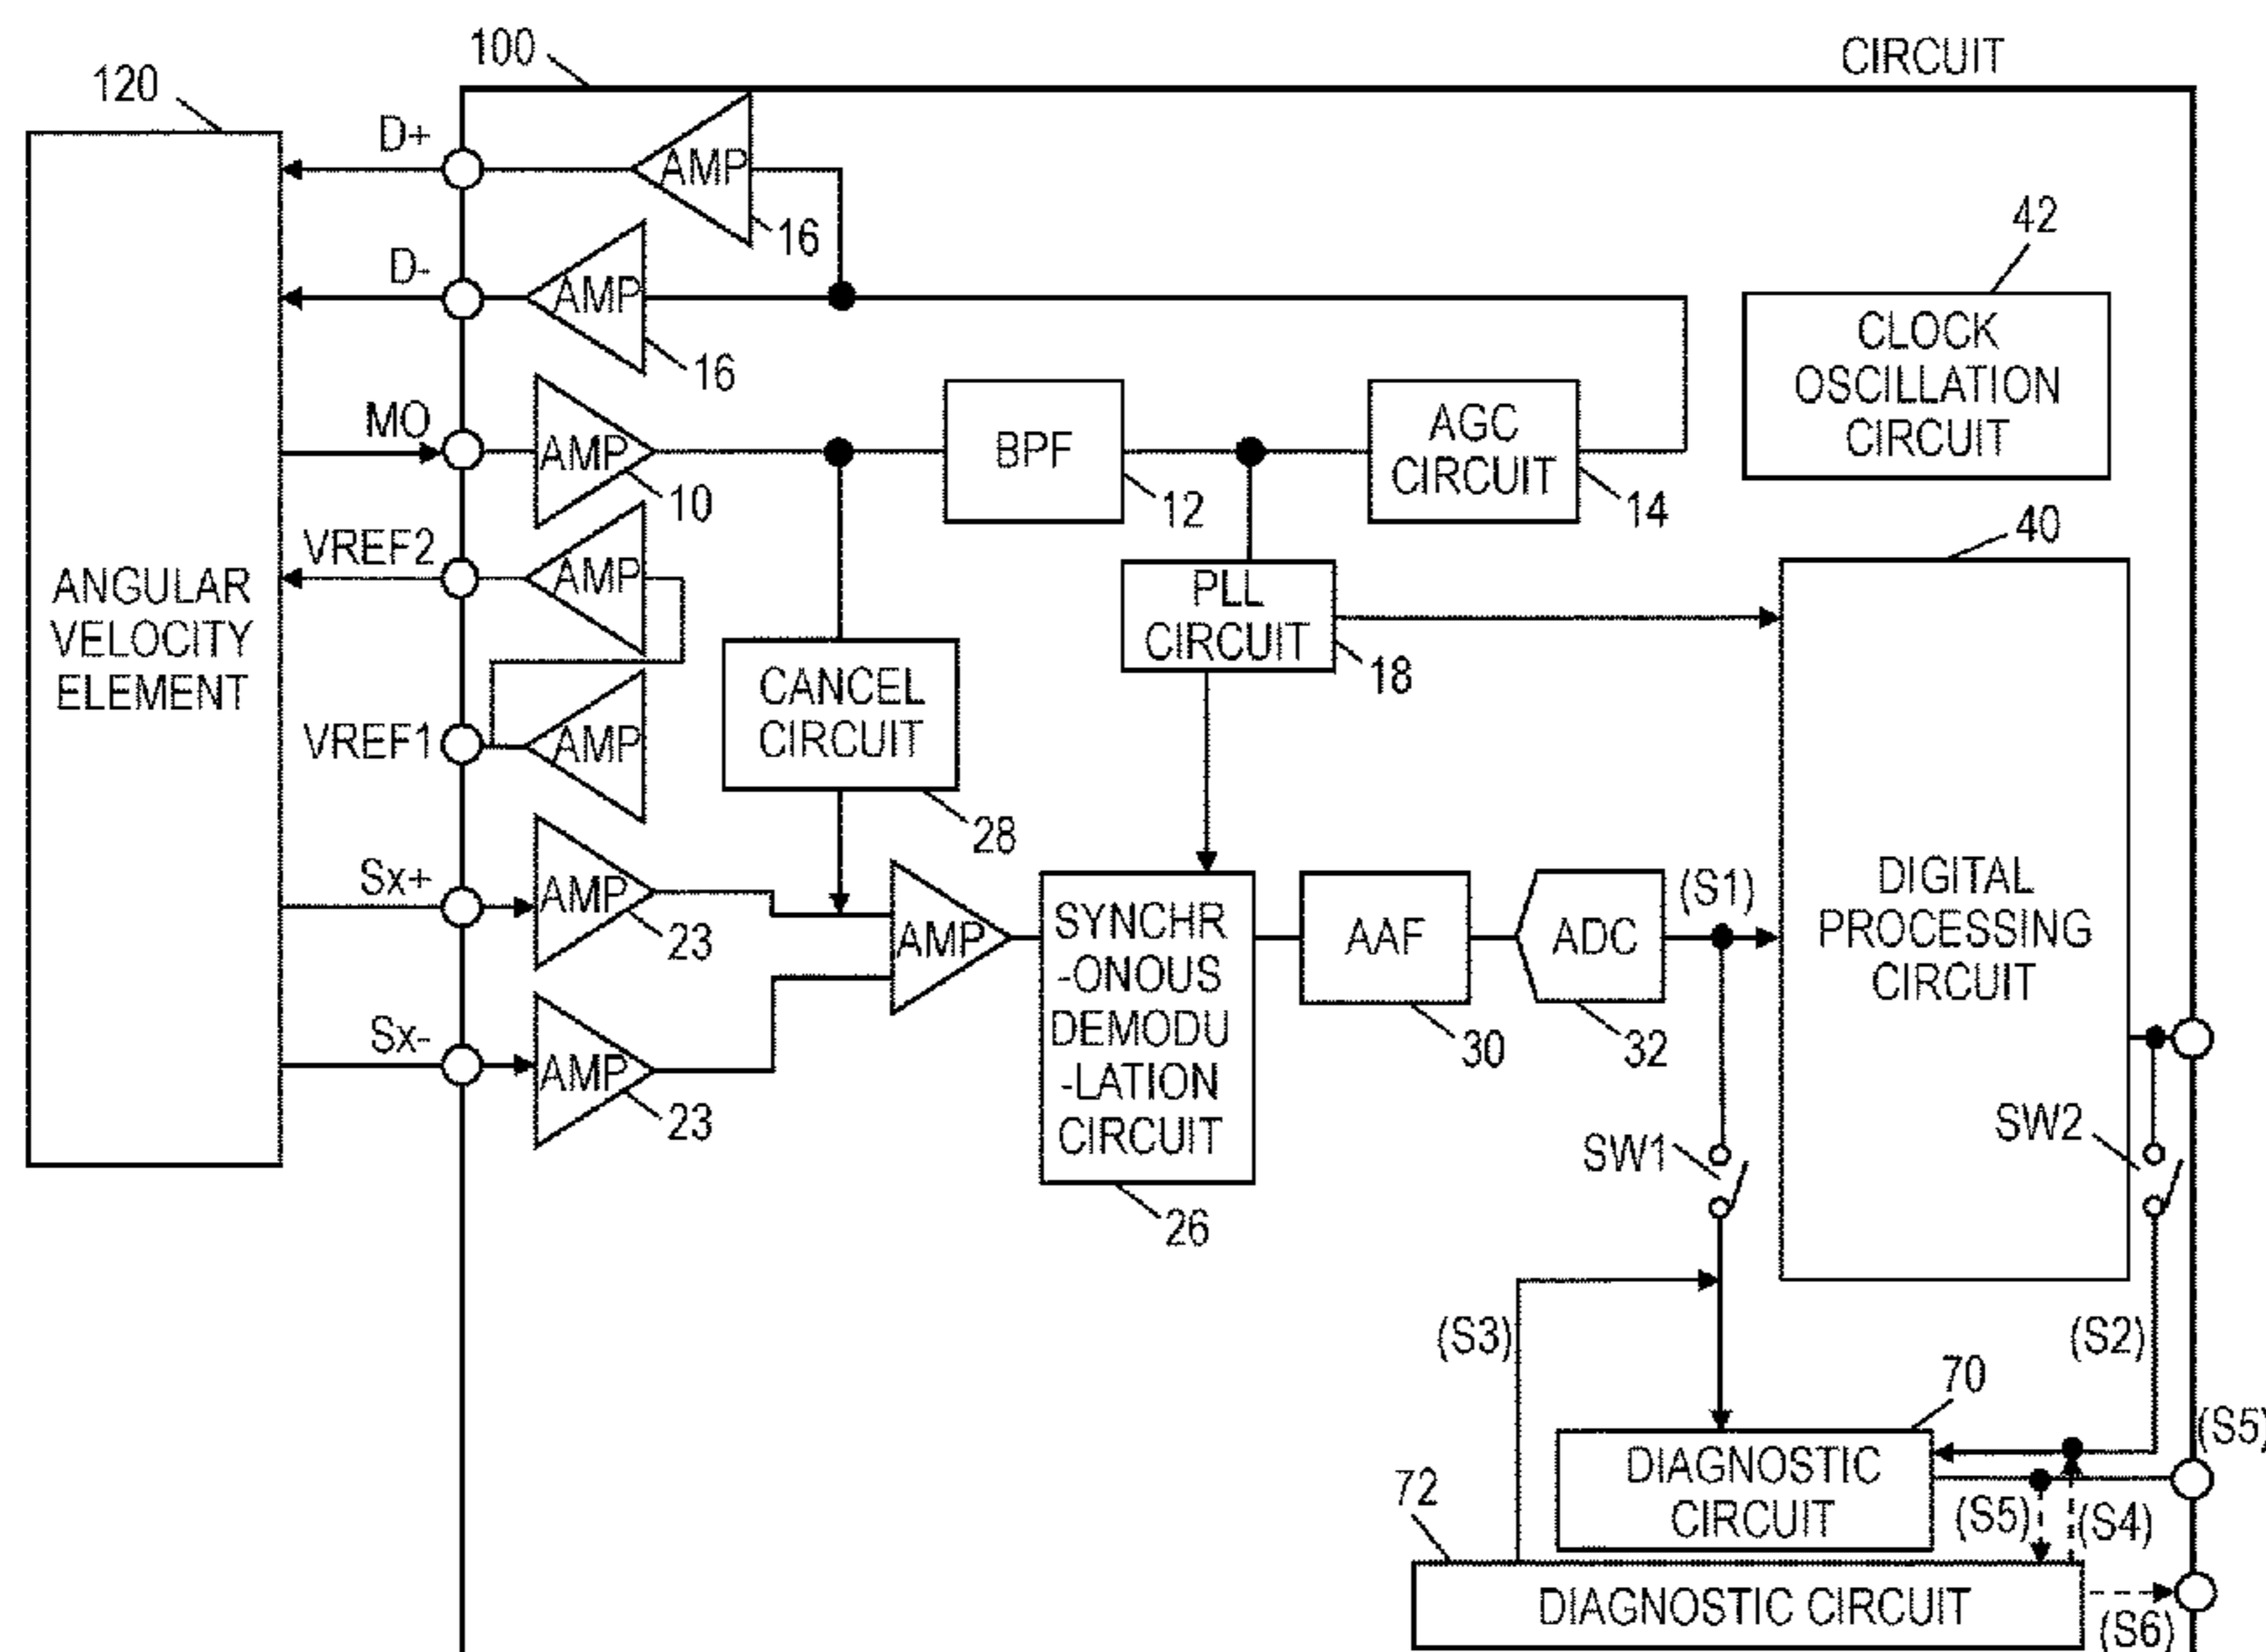 100
CIRCUIT
120
D+
AMP
16
D-
AMP
16
42
CLOCK
OSCILLATION
CIRCUIT
MO
AMP
10
BPF
12
AGC
CIRCUIT
14
40
VREF2
AMP
ANGULAR
VELOCITY
ELEMENT
PLL
CIRCUIT
18
CANCEL
CIRCUIT
28
VREF1
AMP
Sx+
AMP
23
AMP
SYNCHR
-ONOUS
DEMODU
-LATION
CIRCUIT
26
AAF
30
ADC
32
(S1)
DIGITAL
PROCESSING
CIRCUIT
Sx-
AMP
23
SW1
SW2
(S3)
(S2)
70
(S5)
DIAGNOSTIC
CIRCUIT
72
(S5)
(S4)
DIAGNOSTIC CIRCUIT
(S6)